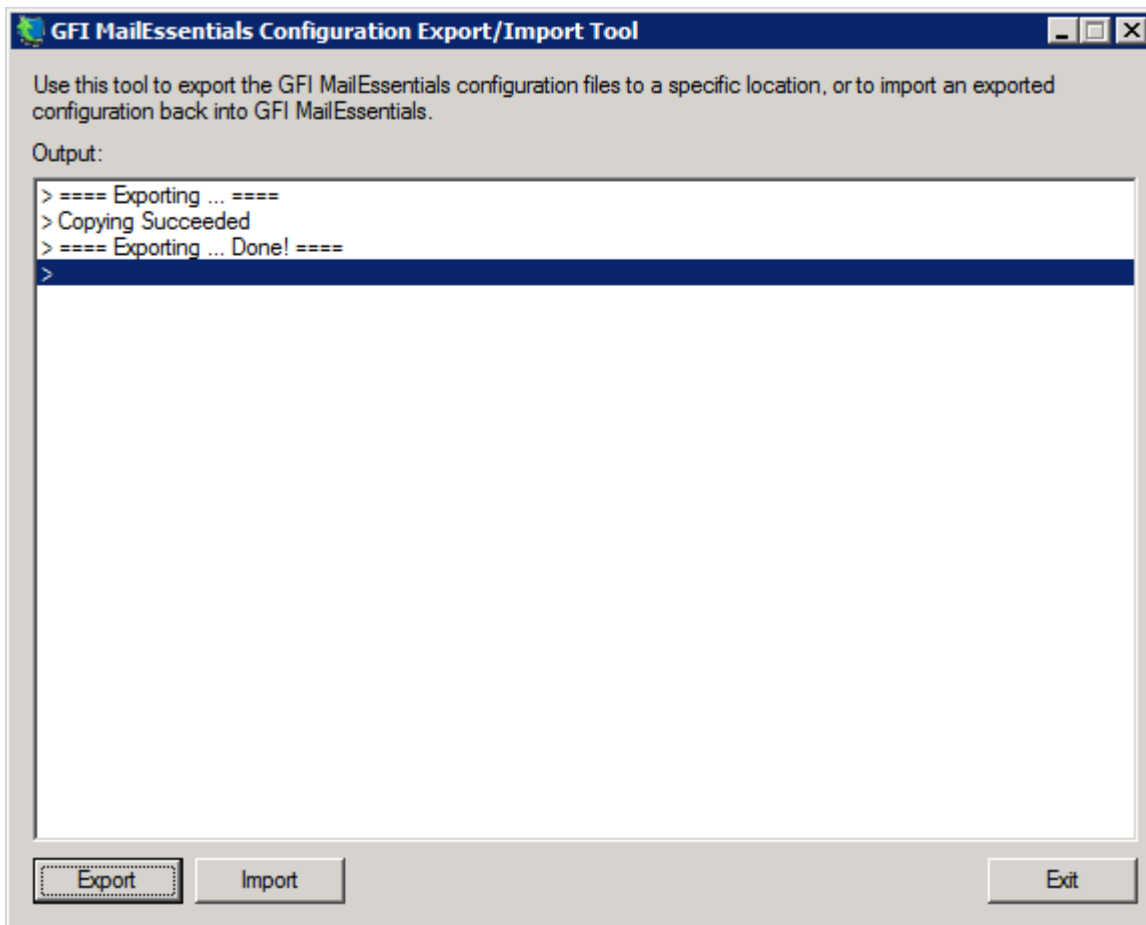 GFI MailEssentials Configuration Export/Import Tool
Use this tool to export the GFI MailEssentials configuration files to a specific location, or to import an exported
configuration back into GFI MailEssentials.
Output:
> ==== Exporting ... ====
> Copying Succeeded
> ==== Exporting ... Done! ====
>
Export Import Exit